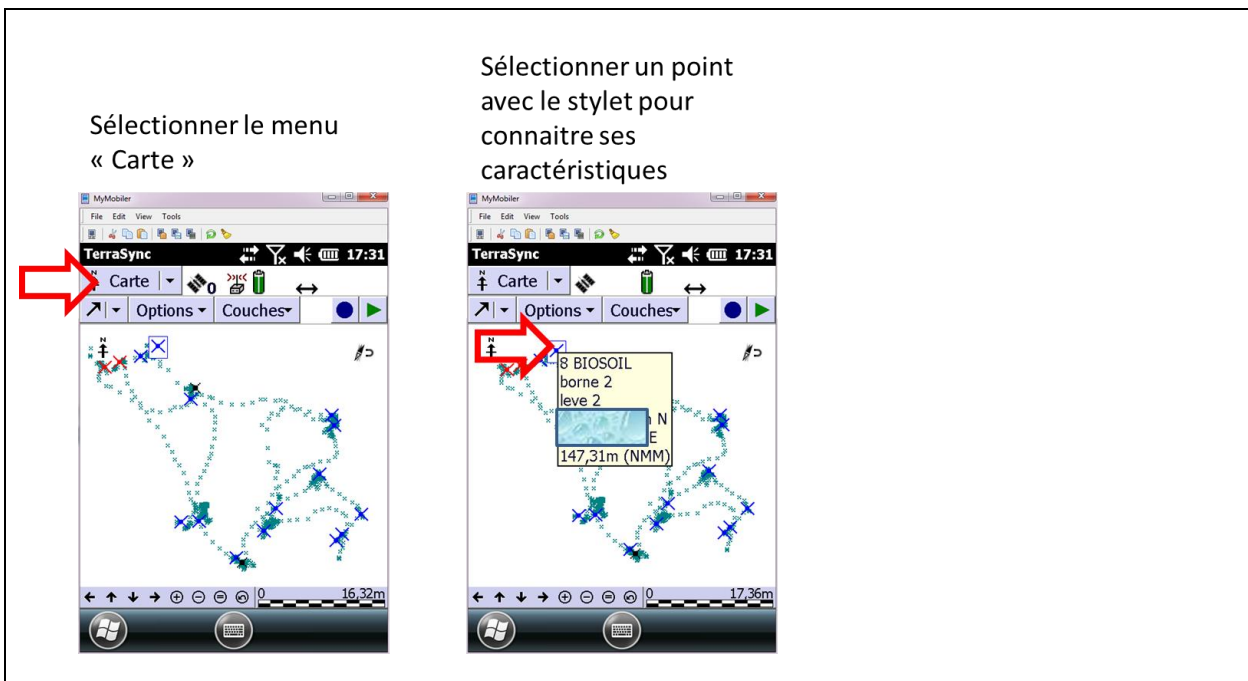 Sélectionner le menu
« Carte »
Sélectionner un point
avec le stylet pour
connaitre ses
caractéristiques
MyMobiler
File Edit View Tools
TerraSync 17:31
N
Carte 0
Options Couches
N
0 16,32m
MyMobiler
File Edit View Tools
TerraSync 17:31
N
Carte
Options Couches
N
8 BIOSOIL
borne 2
leve 2
N
E
147,31m (NMM)
0 17,36m